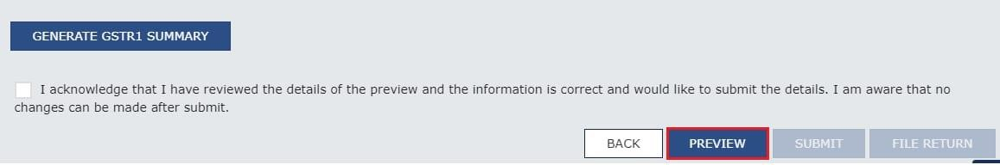 GENERATE GSTR1 SUMMARY
I acknowledge that I have reviewed the details of the preview and the information is correct and would like to submit the details. I am aware that no
changes can be made after submit.
BACK PREVIEW SUBMIT FILE RETURN